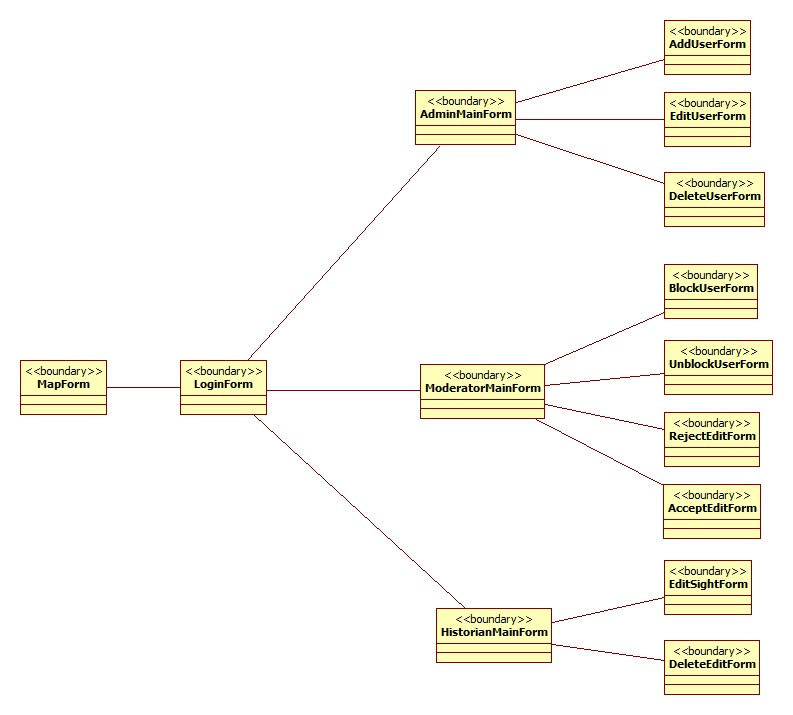 <<boundary>>
MapForm
<<boundary>>
LoginForm
<<boundary>>
AdminMainForm
<<boundary>>
AddUserForm
<<boundary>>
EditUserForm
<<boundary>>
DeleteUserForm
<<boundary>>
ModeratorMainForm
<<boundary>>
BlockUserForm
<<boundary>>
UnblockUserForm
<<boundary>>
RejectEditForm
<<boundary>>
AcceptEditForm
<<boundary>>
HistorianMainForm
<<boundary>>
EditSightForm
<<boundary>>
DeleteEditForm